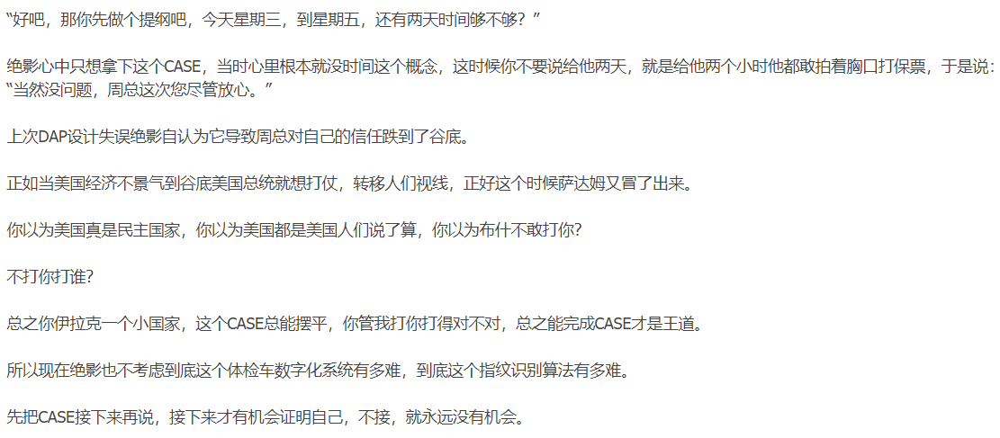 “好吧，那你先做个提纲吧，今天星期三，到星期五，还有两天时间够不够？”
绝影心中只想拿下这个CASE，当时心里根本就没时间这个概念，这时候你不要说给他两天，就是给他两个小时他都敢拍着胸口打保票，于是说：
“当然没问题，周总这次您尽管放心。”
上次DAP设计失误绝影自认为它导致周总对自己的信任跌到了谷底。
正如当美国经济不景气到谷底美国总统就想打仗，转移人们视线，正好这个时候萨达姆又冒了出来。
你以为美国真是民主国家，你以为美国都是美国人们说了算，你以为布什不敢打你？
不打你打谁？
总之你伊拉克一个小国家，这个CASE总能摆平，你管我打你打得对不对，总之能完成CASE才是王道。
所以现在绝影也不考虑到底这个体检车数字化系统有多难，到底这个指纹识别算法有多难。
先把CASE接下来再说，接下来才有机会证明自己，不接，就永远没有机会。